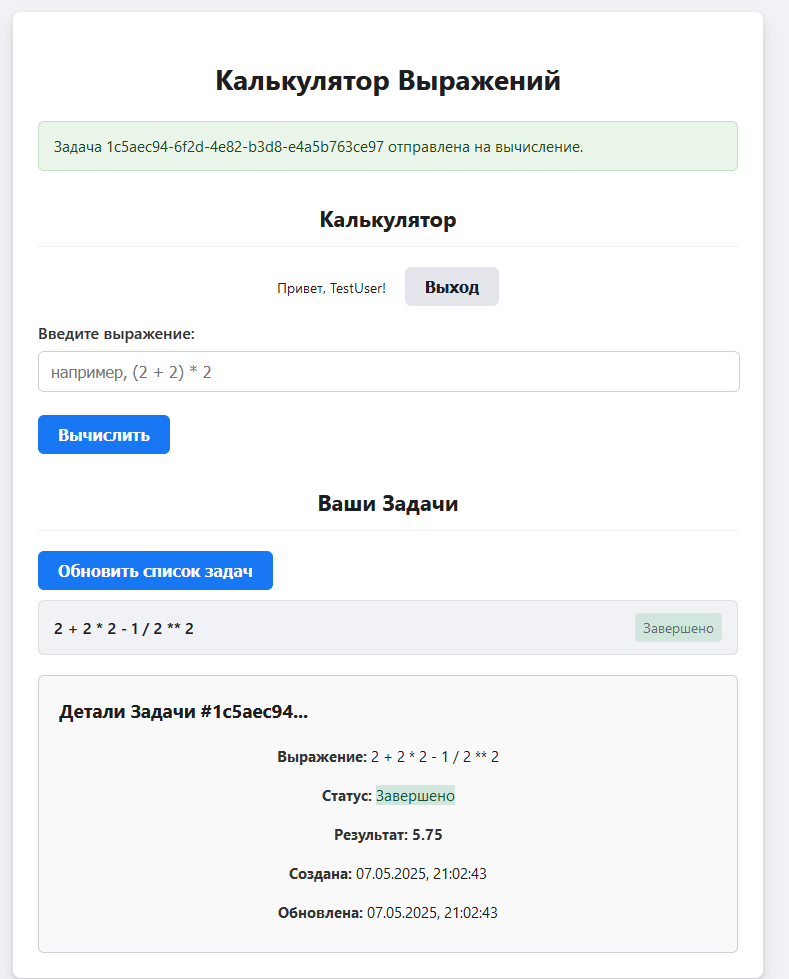 Калькулятор Выражений
Задача 1c5aec94-6f2d-4e82-b3d8-e4a5b763ce97 отправлена на вычисление.
Калькулятор
Привет, TestUser! Выход
Введите выражение:
например, (2 + 2) * 2
Вычислить
Ваши Задачи
Обновить список задач
2 + 2 * 2 - 1 / 2 ** 2 Завершено
Детали Задачи #1c5aec94...
Выражение: 2 + 2 * 2 - 1 / 2 ** 2
Статус: Завершено
Результат: 5.75
Создана: 07.05.2025, 21:02:43
Обновлена: 07.05.2025, 21:02:43